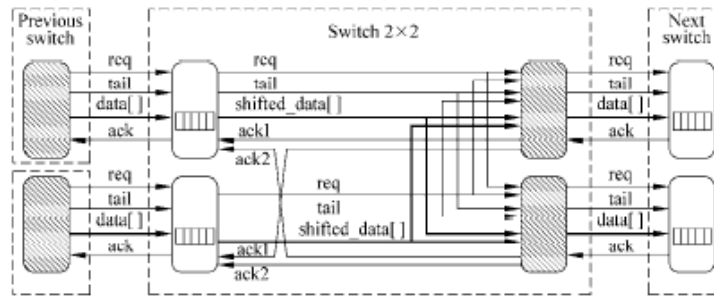 Previous switch
Switch 2×2
Next switch
req
tail
data[ ]
ack
req
tail
shifted_data[ ]
ack1
ack2
req
tail
data[ ]
ack
req
tail
data[ ]
ack
req
tail
shifted_data[ ]
ack1
ack2
req
tail
data[ ]
ack